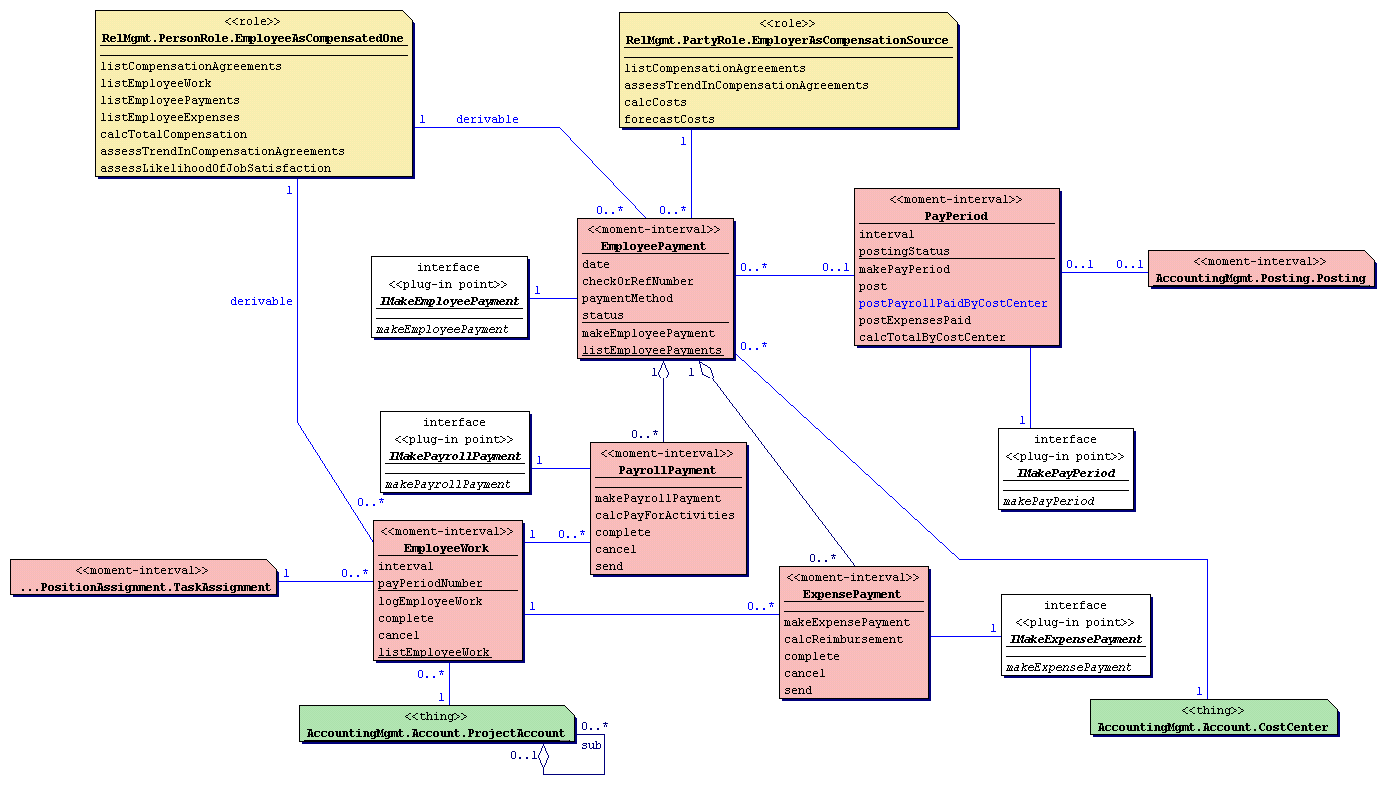 <<role>>
RelMgmt.PersonRole.EmployeeAsCompensatedOne
listCompensationAgreements
listEmployeeWork
listEmployeePayments
listEmployeeExpenses
calcTotalCompensation
assessTrendInCompensationAgreements
assessLikelihoodOfJobSatisfaction
<<role>>
RelMgmt.PartyRole.EmployerAsCompensationSource
listCompensationAgreements
assessTrendInCompensationAgreements
calcCosts
forecastCosts
1 derivable
1
1
0..* 0..*
<<moment-interval>>
EmployeePayment
date
checkOrRefNumber
paymentMethod
status
makeEmployeePayment
listEmployeePayments
<<moment-interval>>
PayPeriod
interval
postingStatus
makePayPeriod
post
postPayrollPaidByCostCenter
postExpensesPaid
calcTotalByCostCenter
0..* 0..1
0..1 0..1
<<moment-interval>>
AccountingMgmt.Posting.Posting
interface
<<plug-in point>>
IMakeEmployeePayment
makeEmployeePayment
1
derivable
0..*
1 1
0..*
interface
<<plug-in point>>
IMakePayrollPayment
makePayrollPayment
1
<<moment-interval>>
PayrollPayment
makePayrollPayment
calcPayForActivities
complete
cancel
send
1
interface
<<plug-in point>>
IMakePayPeriod
makePayPeriod
0..*
<<moment-interval>>
EmployeeWork
interval
payPeriodNumber
logEmployeeWork
complete
cancel
listEmployeeWork
1 0..*
<<moment-interval>>
...PositionAssignment.TaskAssignment
1 0..*
0..*
<<moment-interval>>
ExpensePayment
makeExpensePayment
calcReimbursement
complete
cancel
send
1 0..*
1
interface
<<plug-in point>>
IMakeExpensePayment
makeExpensePayment
0..*
1
<<thing>>
AccountingMgmt.Account.ProjectAccount
0..*
sub
0..1
1
<<thing>>
AccountingMgmt.Account.CostCenter